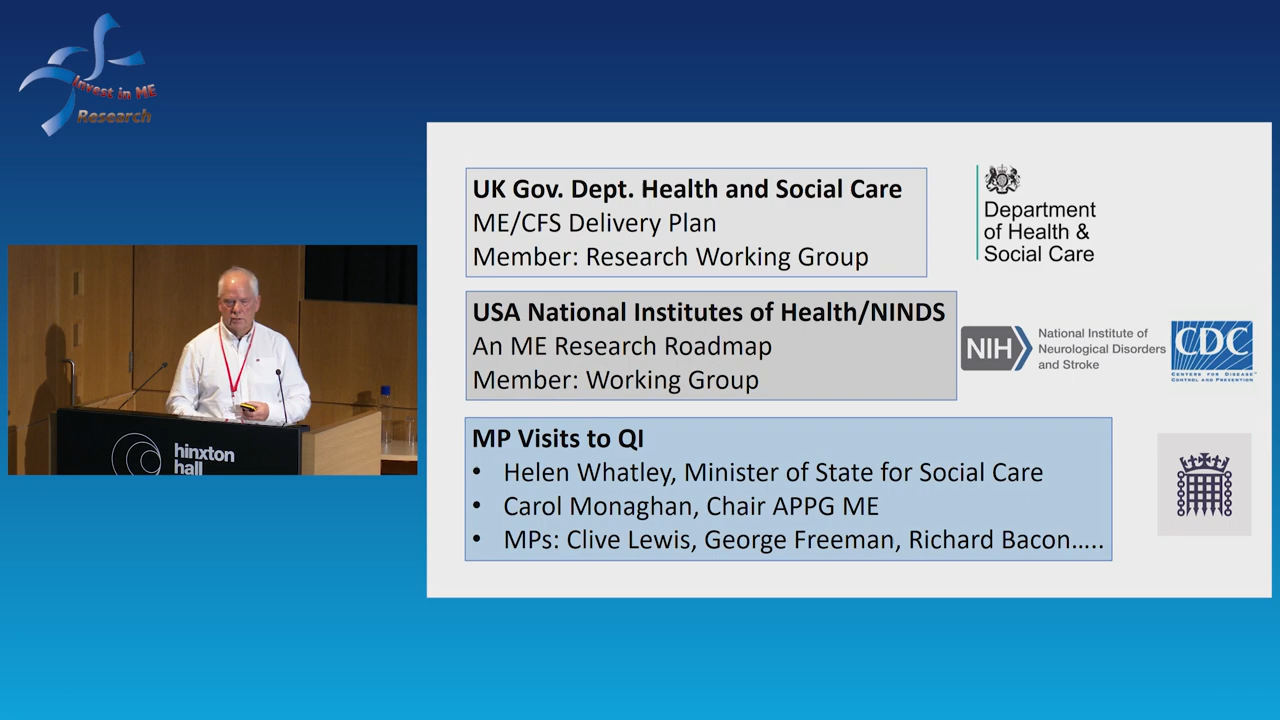 Invest in ME
Research
UK Gov. Dept. Health and Social Care
ME/CFS Delivery Plan
Member: Research Working Group
Department
of Health &
Social Care
USA National Institutes of Health/NINDS
An ME Research Roadmap
Member: Working Group
NIH
National Institute of
Neurological Disorders
and Stroke
CDC
CENTERS FOR DISEASE
CONTROL AND PREVENTION
MP Visits to QI
• Helen Whatley, Minister of State for Social Care
• Carol Monaghan, Chair APPG ME
• MPs: Clive Lewis, George Freeman, Richard Bacon.....
hinxton
hall